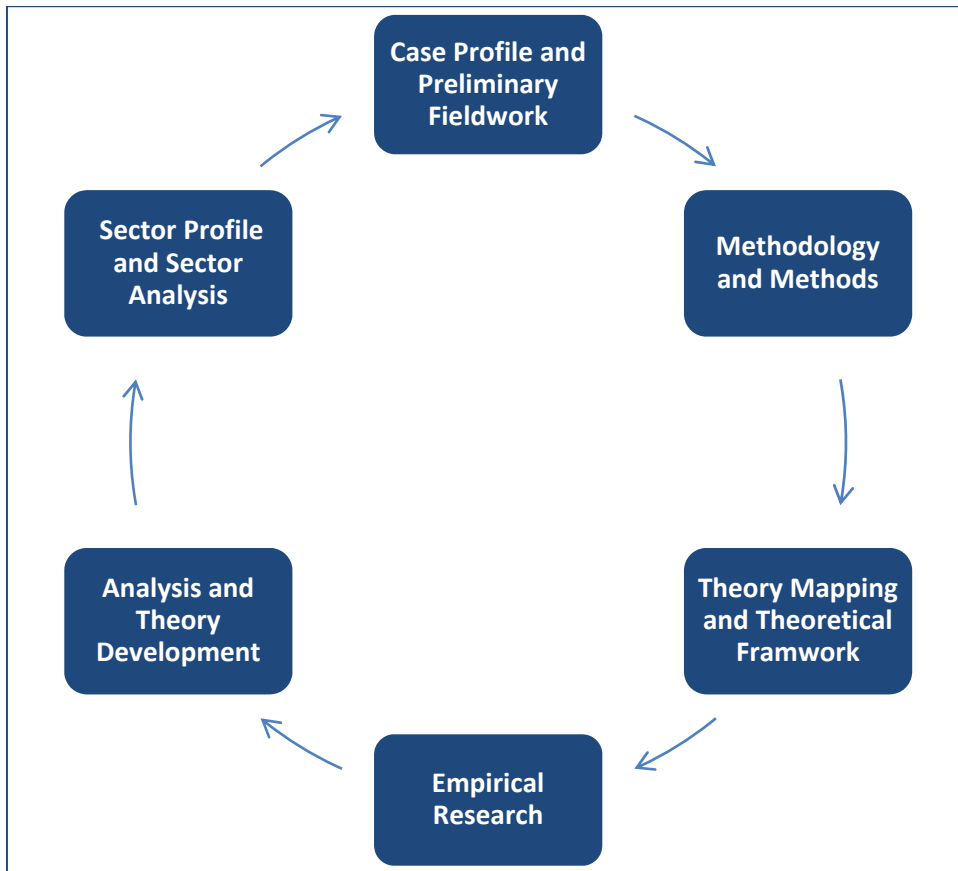 Case Profile and
Preliminary
Fieldwork
Methodology
and Methods
Theory Mapping
and Theoretical
Framwork
Empirical
Research
Analysis and
Theory
Development
Sector Profile
and Sector
Analysis